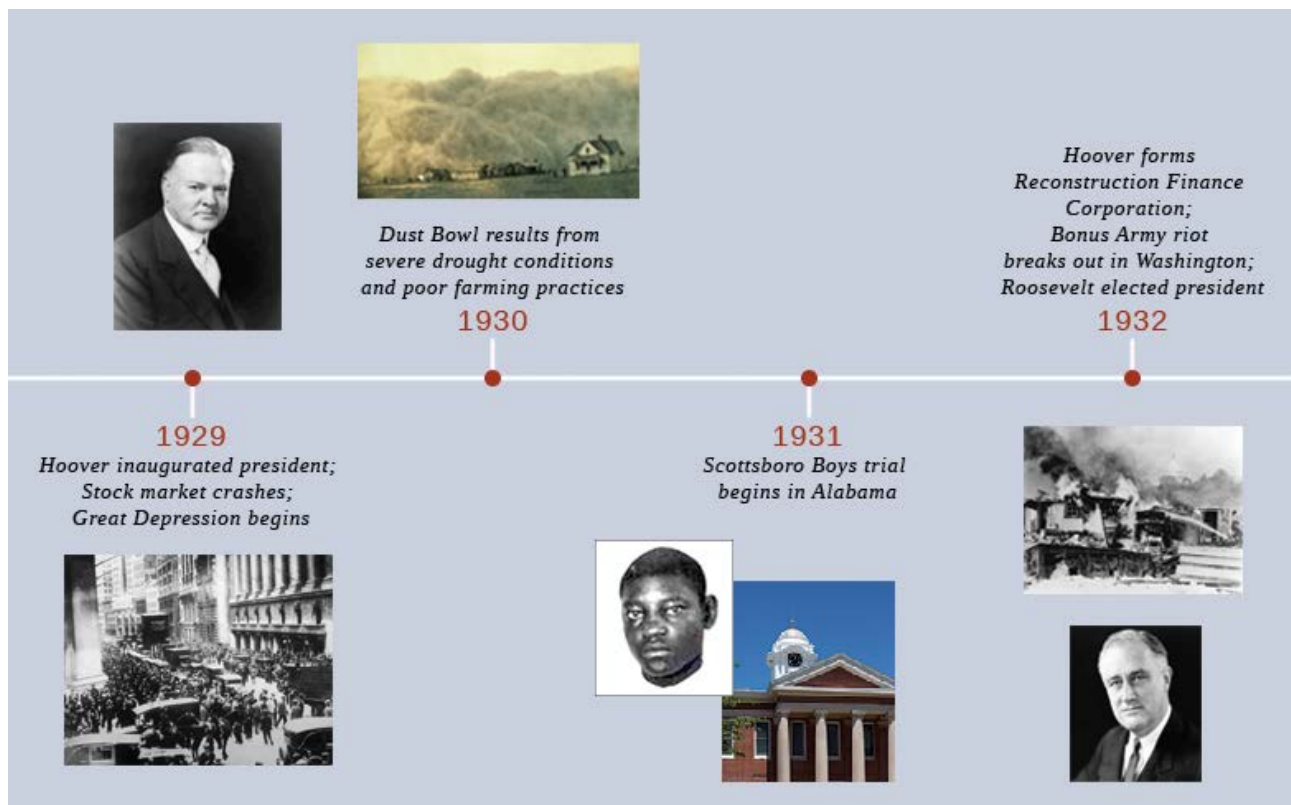 1929
Hoover inaugurated president;
Stock market crashes;
Great Depression begins
Dust Bowl results from
severe drought conditions
and poor farming practices
1930
1931
Scottsboro Boys trial
begins in Alabama
Hoover forms
Reconstruction Finance
Corporation;
Bonus Army riot
breaks out in Washington;
Roosevelt elected president
1932